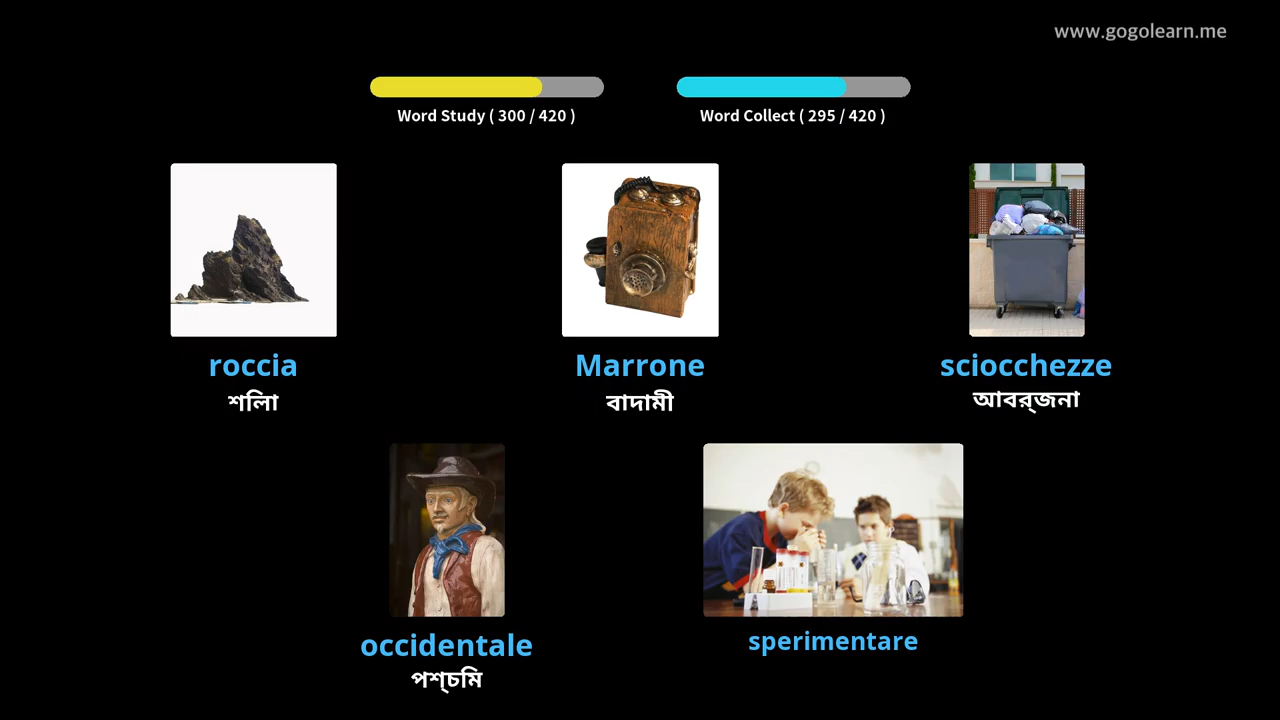 www.gogolearn.me
Word Study ( 300 / 420 )
Word Collect ( 295 / 420 )
roccia
শিলা
Marrone
বাদামী
sciocchezze
আবর্জনা
occidentale
পশ্চিম
sperimentare